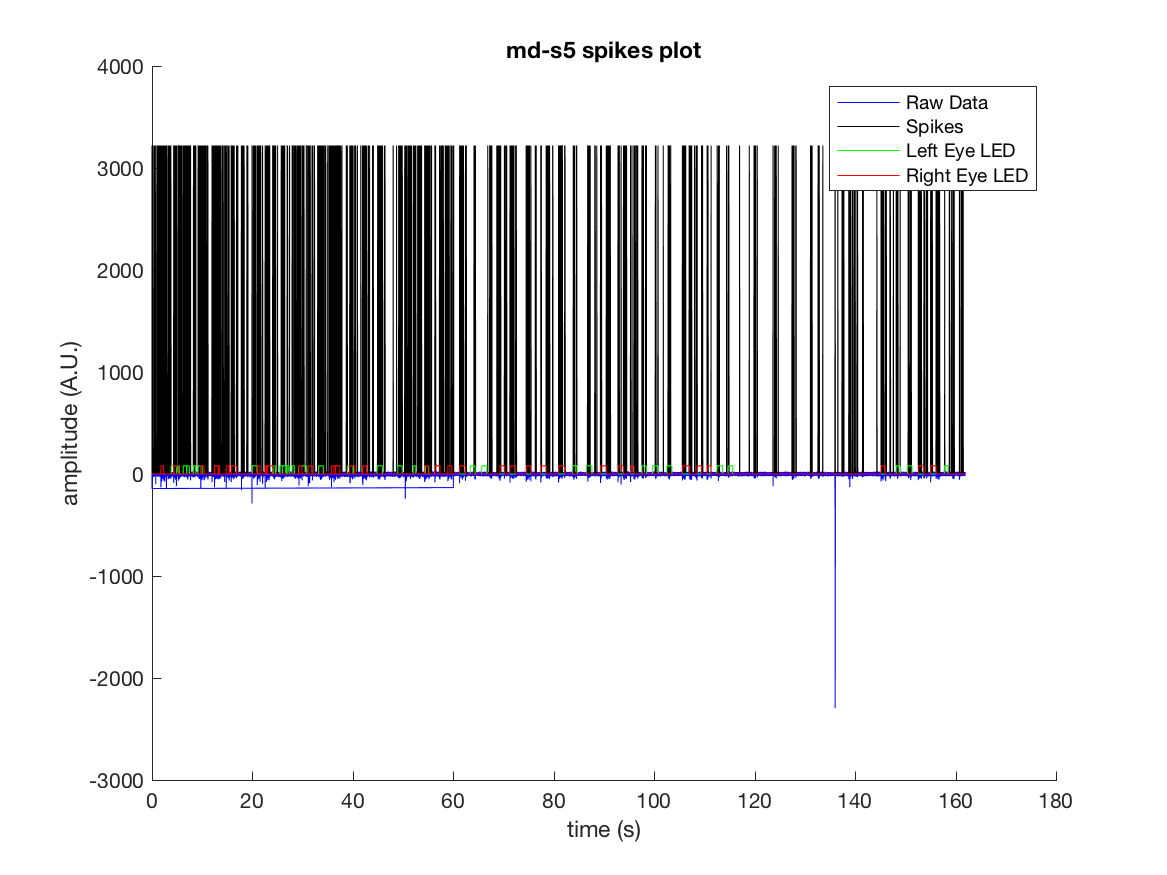 md-s5 spikes plot
4000
3000
2000
1000
0
-1000
-2000
-3000
amplitude (A.U.)
Raw Data
Spikes
Left Eye LED
Right Eye LED
0 20 40 60 80 100 120 140 160 180
time (s)